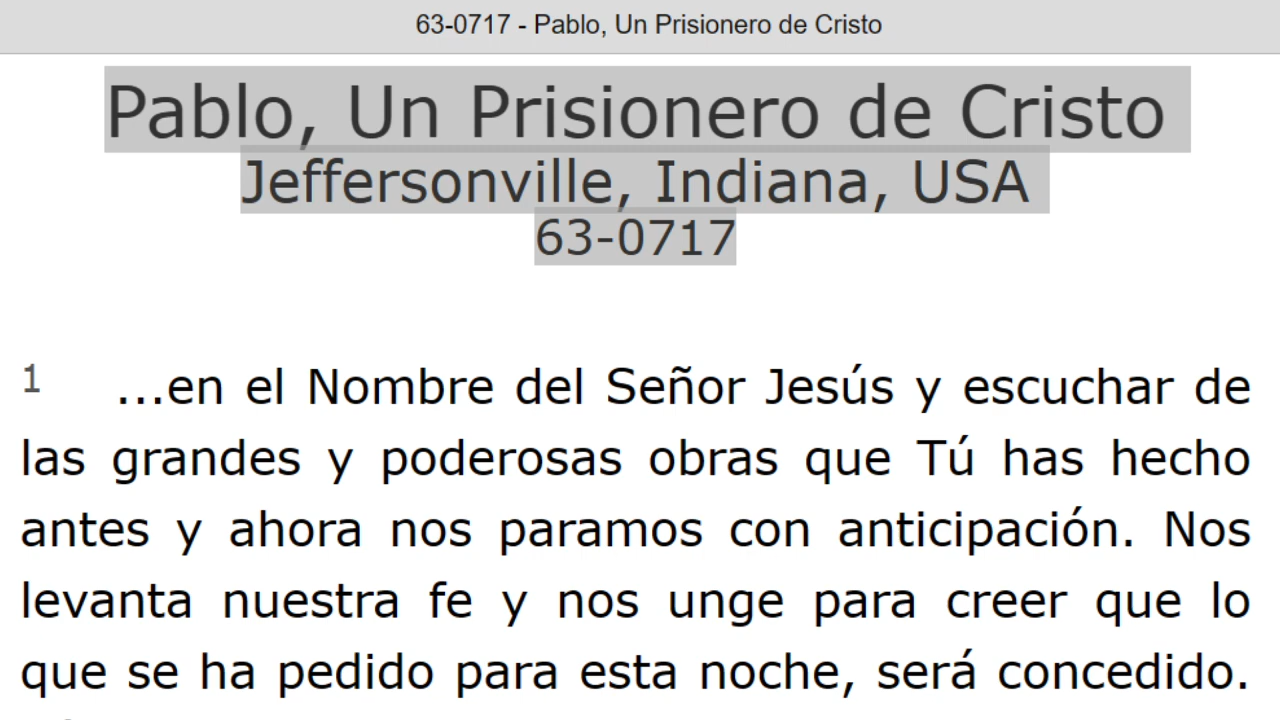 63-0717 - Pablo, Un Prisionero de Cristo
Pablo, Un Prisionero de Cristo
Jeffersonville, Indiana, USA
63-0717
1 …en el Nombre del Señor Jesús y escuchar de
las grandes y poderosas obras que Tú has hecho
antes y ahora nos paramos con anticipación. Nos
levanta nuestra fe y nos unge para creer que lo
que se ha pedido para esta noche, será concedido.